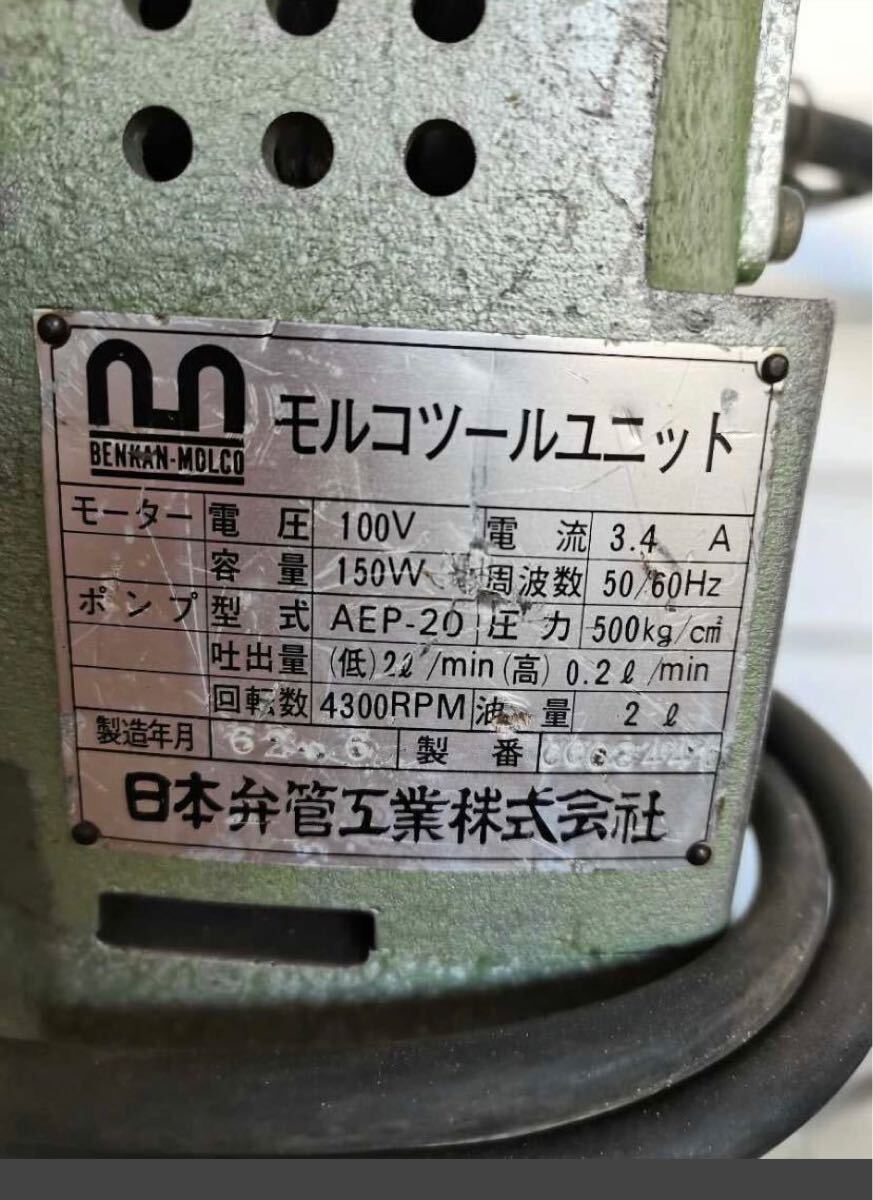 BENKAN-MOLCO
モルコツールユニット
モーター 電圧 100V 電流 3.4 A
容量 150W 周波数 50/60Hz
ポンプ 型式 AEP-20 圧力 500kg/c㎡
吐出量 (低)2ℓ/min(高) 0.2ℓ/min
回転数 4300RPM 油量 2ℓ
製造年月 62. 6 製番
日本弁管工業株式会社